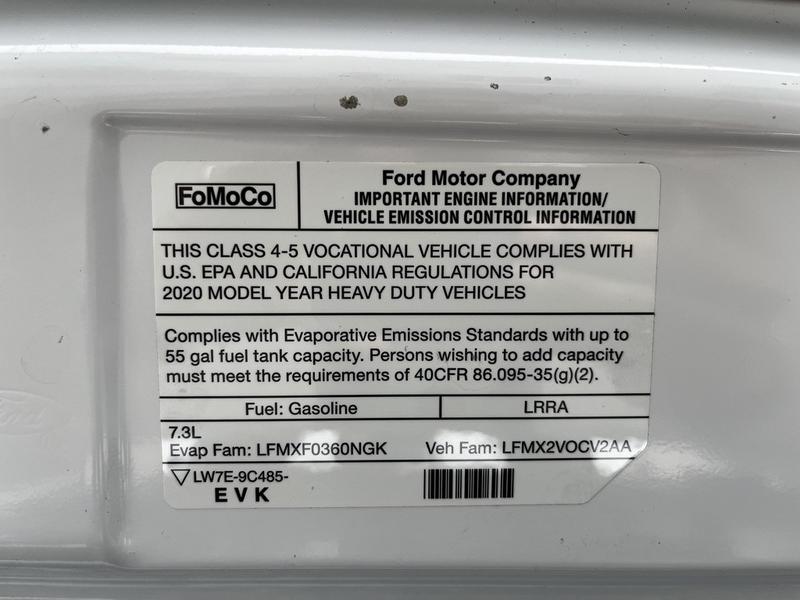 FoMoCo
Ford Motor Company
IMPORTANT ENGINE INFORMATION/
VEHICLE EMISSION CONTROL INFORMATION
THIS CLASS 4-5 VOCATIONAL VEHICLE COMPLIES WITH
U.S. EPA AND CALIFORNIA REGULATIONS FOR
2020 MODEL YEAR HEAVY DUTY VEHICLES
Complies with Evaporative Emissions Standards with up to
55 gal fuel tank capacity. Persons wishing to add capacity
must meet the requirements of 40CFR 86.095-35(g)(2).
Fuel: Gasoline
LRRA
7.3L
Evap Fam: LFMXF0360NGK
Veh Fam: LFMX2VOCV2AA
LW7E-9C485-
E V K